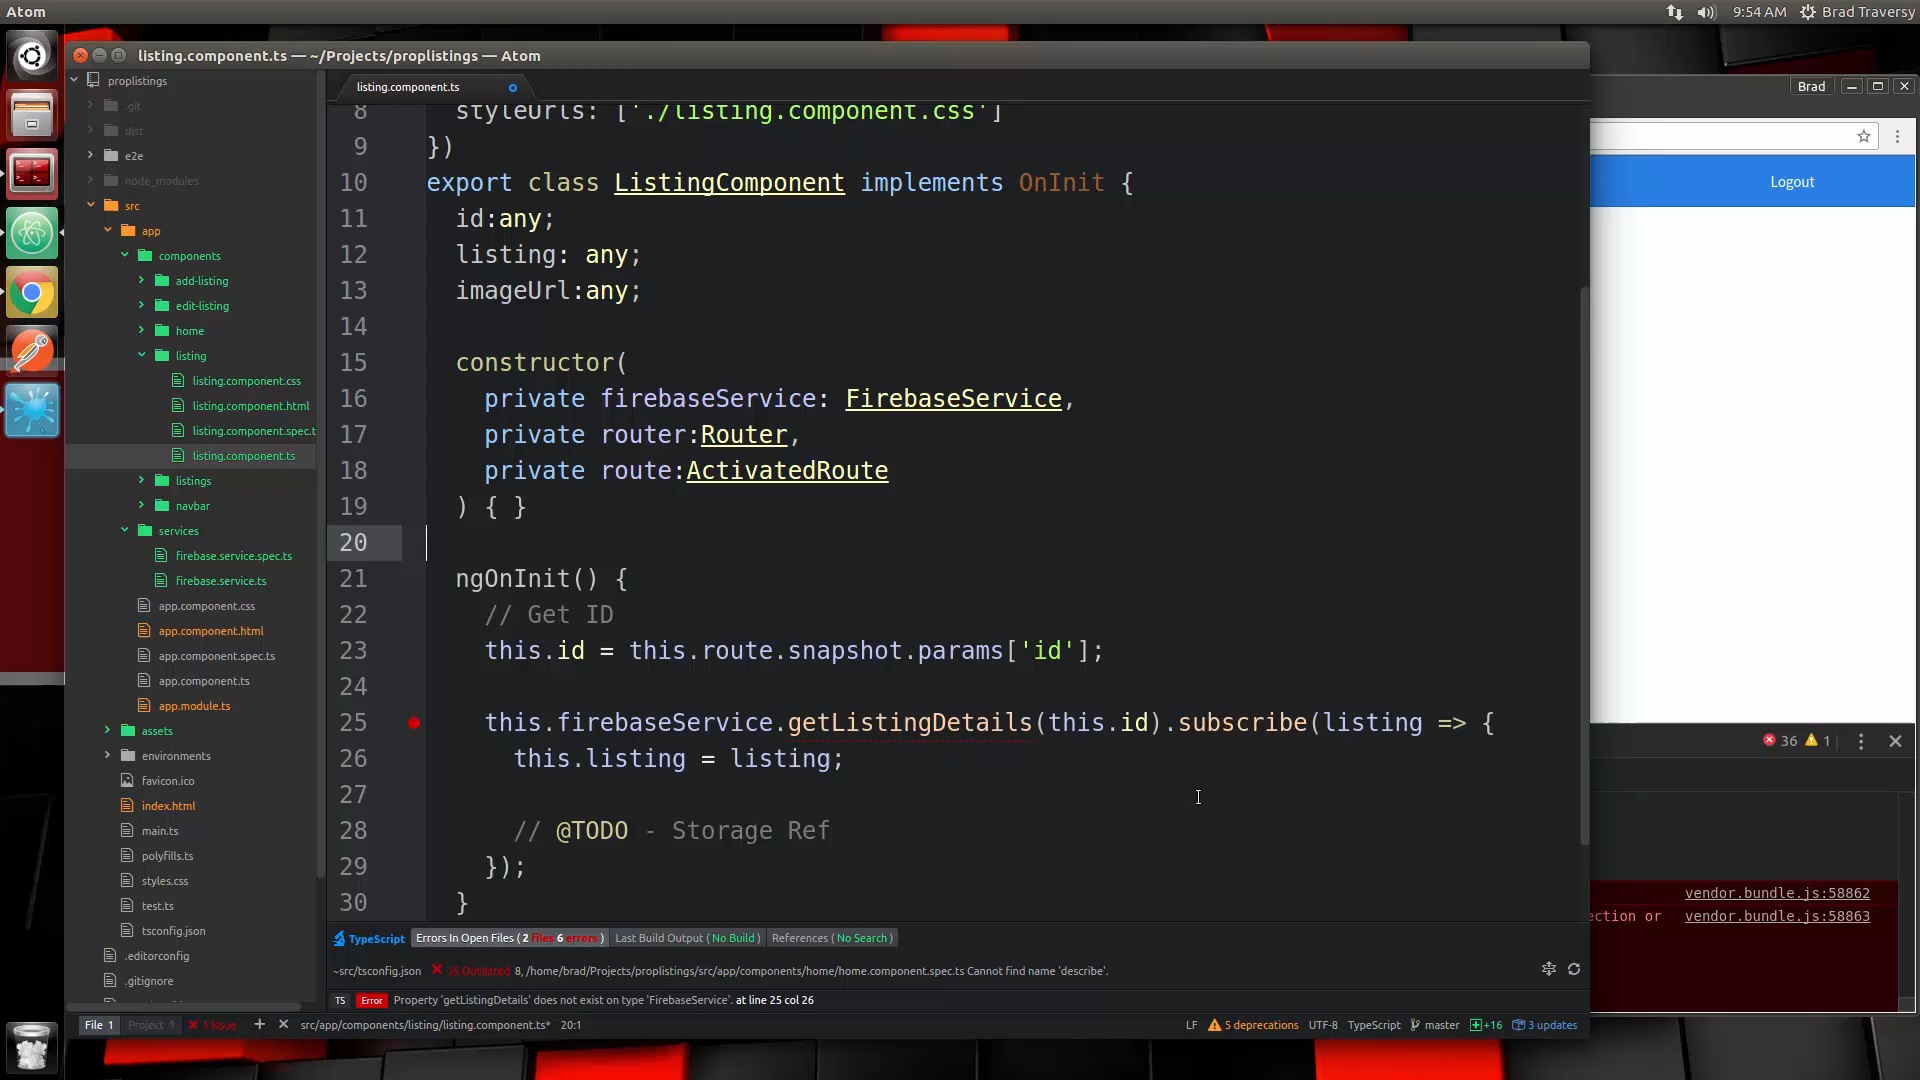 Atom
9:54 AM
Brad Traversy
listing.component.ts — ~/Projects/proplistings — Atom
Brad
proplistings
.git
dist
e2e
node_modules
src
app
components
add-listing
edit-listing
home
listing
listing.component.css
listing.component.html
listing.component.spec.t
listing.component.ts
listings
navbar
services
firebase.service.spec.ts
firebase.service.ts
app.component.css
app.component.html
app.component.spec.ts
app.component.ts
app.module.ts
assets
environments
favicon.ico
index.html
main.ts
polyfills.ts
styles.css
test.ts
tsconfig.json
.editorconfig
.gitignore
listing.component.ts
8 styleUrls: ['./listing.component.css']
9 })
10 export class ListingComponent implements OnInit {
11 id:any;
12 listing: any;
13 imageUrl:any;
14
15 constructor(
16 private firebaseService: FirebaseService,
17 private router:Router,
18 private route:ActivatedRoute
19 ) { }
20
21 ngOnInit() {
22 // Get ID
23 this.id = this.route.snapshot.params['id'];
24
25 this.firebaseService.getListingDetails(this.id).subscribe(listing => {
26 this.listing = listing;
27
28 // @TODO - Storage Ref
29 });
30 }
Logout
36 1
vendor.bundle.js:58862
ection or vendor.bundle.js:58863
TypeScript Errors In Open Files ( 2 files 6 errors ) Last Build Output ( No Build ) References ( No Search )
~src/tsconfig.json JS Outdated 8, /home/brad/Projects/proplistings/src/app/components/home/home.component.spec.ts Cannot find name 'describe'.
TS Error Property 'getListingDetails' does not exist on type 'FirebaseService'. at line 25 col 26
File 1 Project 1 1 Issue + src/app/components/listing/listing.component.ts* 20:1 LF 5 deprecations UTF-8 TypeScript master +16 3 updates